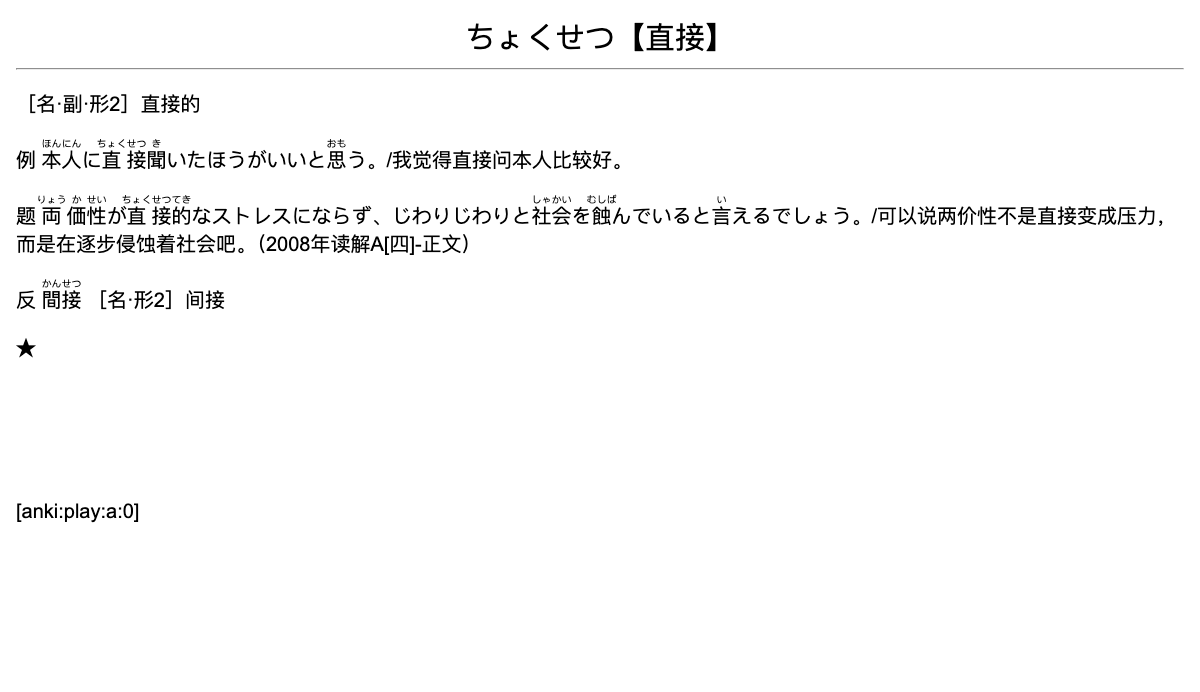 ちょくせつ【直接】
［名·副·形2］直接的
ほんにん ちょくせつ き おも
例 本人に直接聞いたほうがいいと思う。/我觉得直接问本人比较好。
りょう か せい ちょくせつてき しゃかい むしば い
题 両価性が直接的なストレスにならず、じわりじわりと社会を蝕んでいると言えるでしょう。/可以说两价性不是直接变成压力，
而是在逐步侵蚀着社会吧。（2008年读解A[四]-正文）
かんせつ
反 間接 ［名·形2］间接
★
[anki:play:a:0]